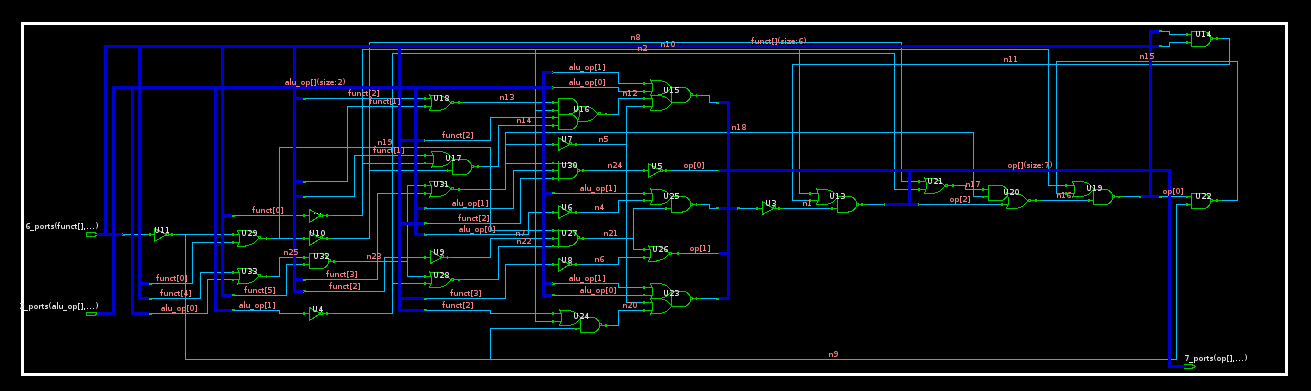 U14
n8
funct[](size:6)
n10
n2
n15
n11
alu_op[1]
alu_op[](size:2)
alu_op[0]
funct[2]
U15
n12
U18
n13
funct[1]
U16
n14
n18
funct[2]
n19
U7
n5
funct[1]
U17
U30
n24
U5
op[0]
op[](size:7)
U31
alu_op[1]
U21
n17
U20
U19
op[0]
U25
U13
op[2]
n16
U22
alu_op[1]
U6
n4
U3
n1
funct[0]
funct[2]
6_ports(funct[],...)
U11
U29
U10
alu_op[0]
n7
U27
n21
n22
n25
U32
n23
U9
U26
op[1]
U8
n6
funct[0]
U33
funct[3]
U28
alu_op[1]
funct[2]
funct[4]
funct[5]
funct[3]
alu_op[0]
U23
alu_op[1]
funct[2]
n20
_ports(alu_op[],...)
alu_op[0]
U4
U24
n9
7_ports(op[],...)